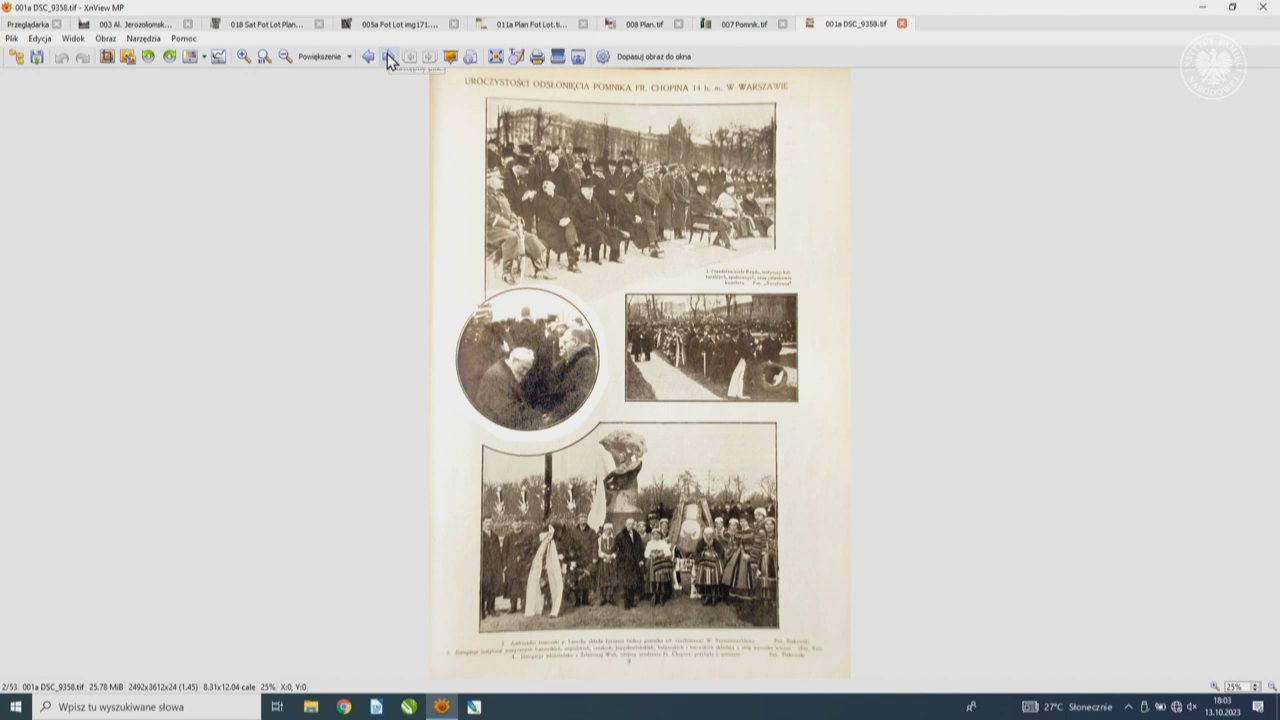 001a DSC_9358.tif - XnView MP
Przeglądarka
003 Al. Jerozolimsk...
018 Sat Fot Lot Plan...
005a Fot Lot img171....
011a Plan Fot Lot.ti...
008 Plan.tif
007 Pomnik.tif
001a DSC_9358.tif
Plik Edycja Widok Obraz Narzędzia Pomoc
Powiększenie
Dopasuj obraz do okna
UROCZYSTOŚCI ODSŁONIĘCIA POMNIKA FR. CHOPINA 14 b. m. W WARSZAWIE
2/53 001a DSC_9358.tif 25.78 MiB 2492x3612x24 (1.45) 8.31x12.04 cale 25% X:0, Y:0
25%
Wpisz tu wyszukiwane słowa
27°C Słonecznie
18:03
13.10.2023